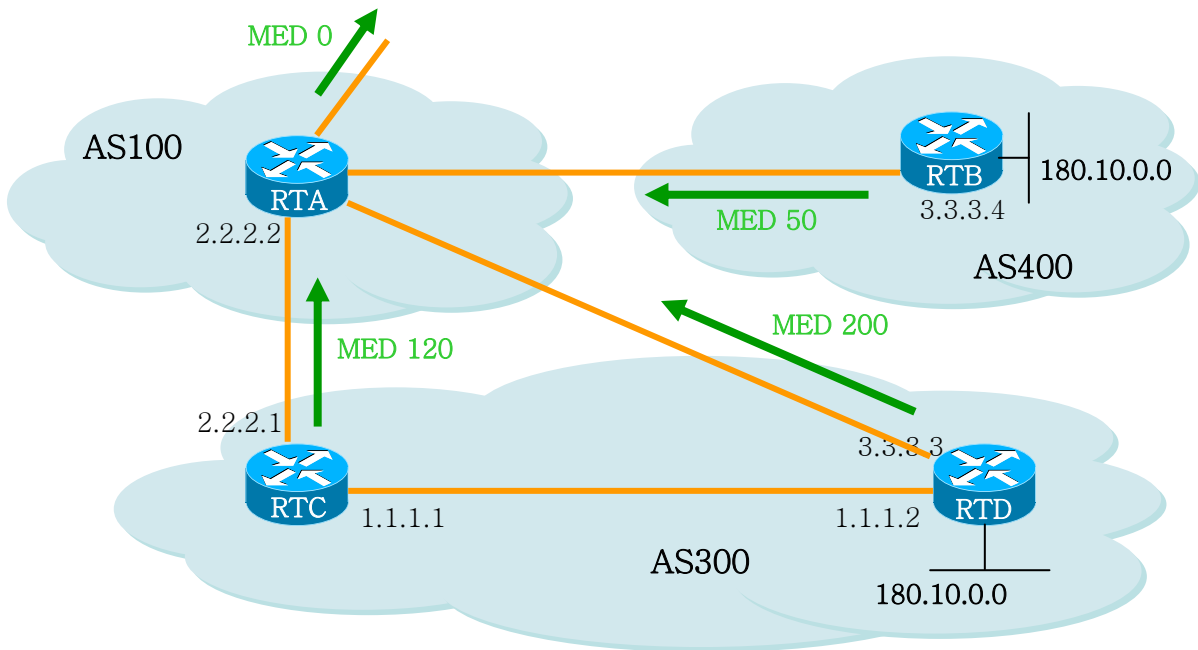 MED 0
AS100
RTA
2.2.2.2
RTB
180.10.0.0
3.3.3.4
MED 50
AS400
MED 200
MED 120
2.2.2.1
3.3.3.3
RTC
1.1.1.1
1.1.1.2
RTD
AS300
180.10.0.0